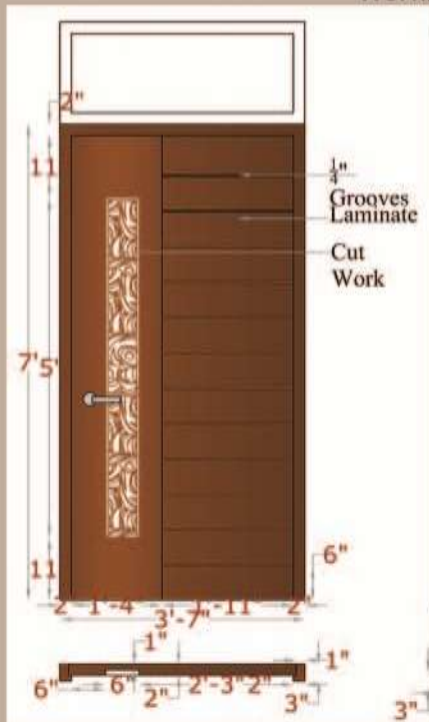 2"
11
1/4"
Grooves
Laminate
Cut
Work
7'
5'
11
6"
2" 1'-4" 1'-11" 2"
3'-7"
1"
1"
6" 6" 2" 2'-3" 2"
3"
3"